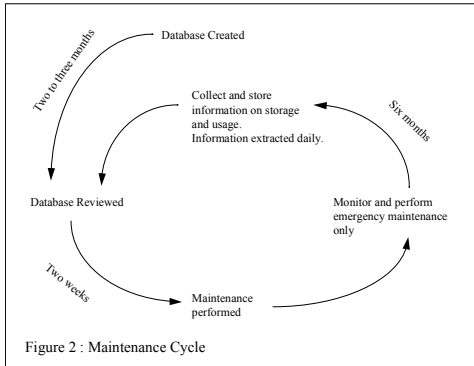 Database Created
Two to three months
Collect and store
information on storage
and usage.
Information extracted daily.
Six months
Database Reviewed
Monitor and perform
emergency maintenance
only
Two weeks
Maintenance
performed
Figure 2 : Maintenance Cycle